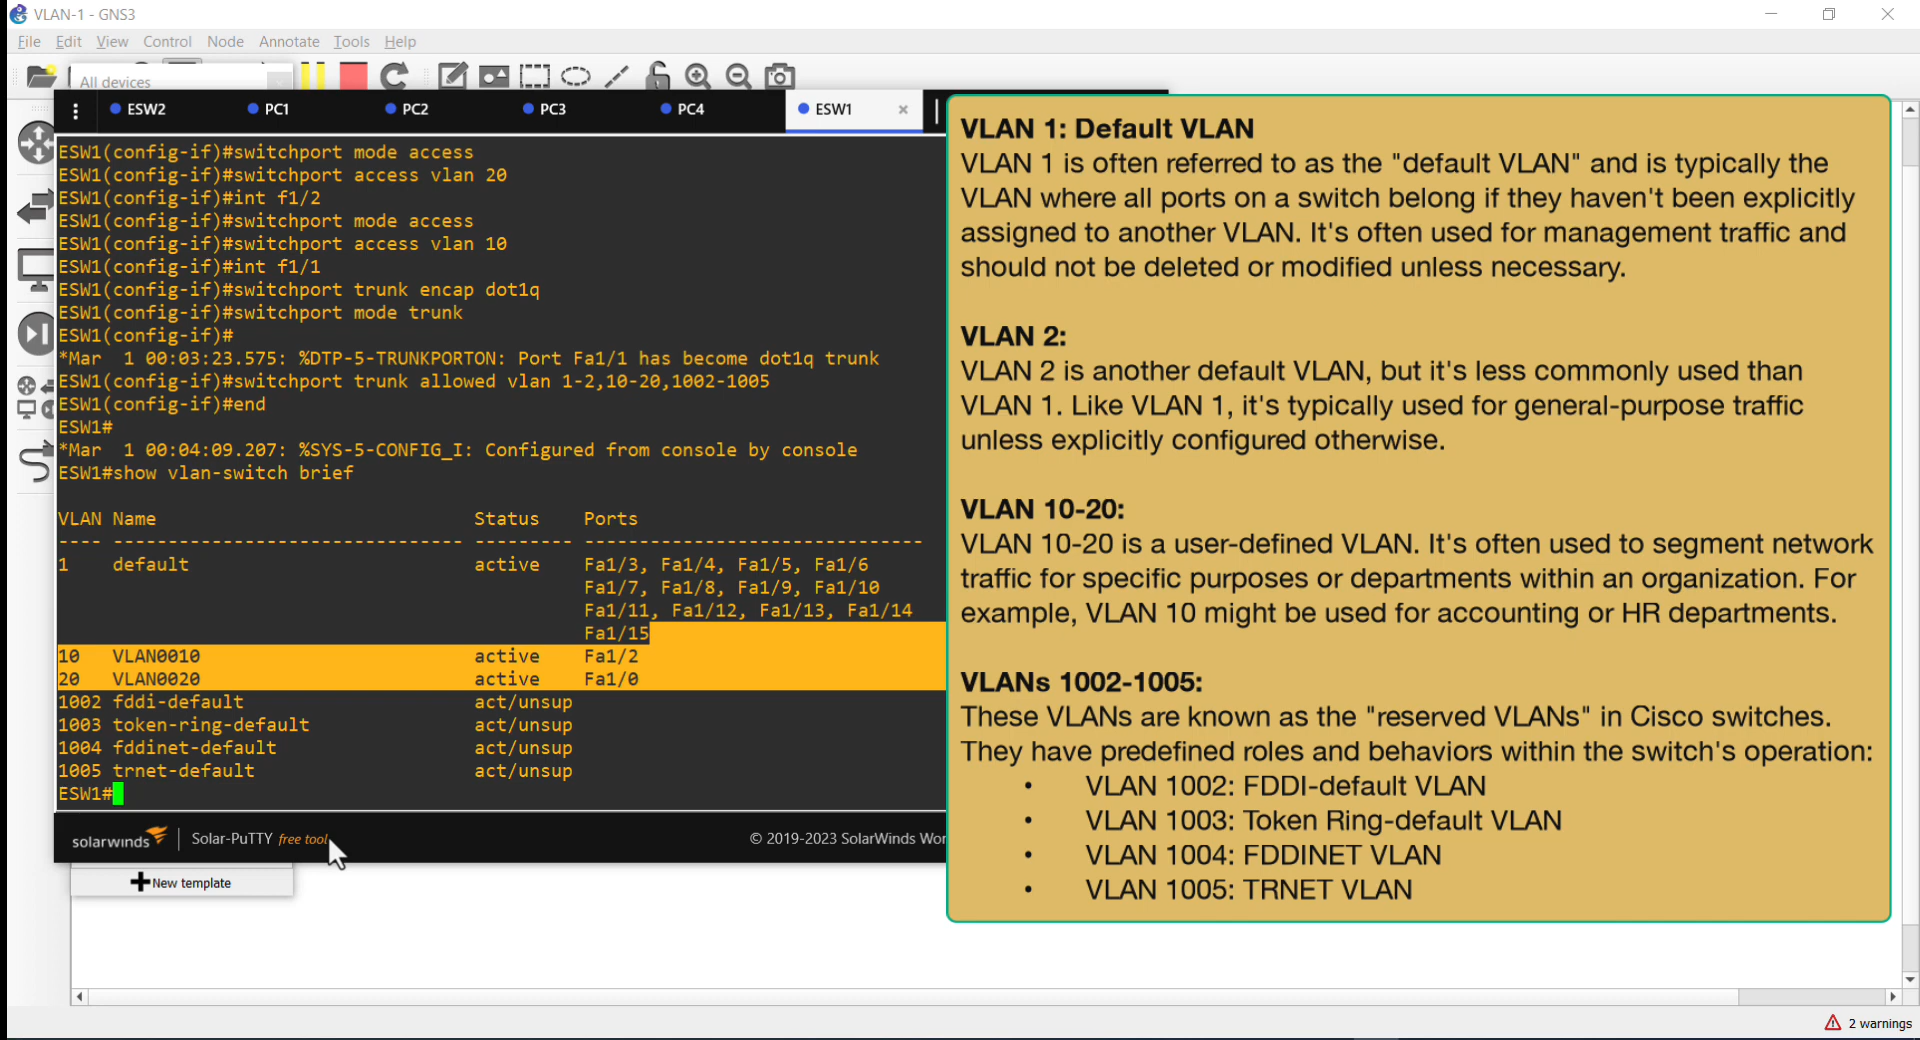 VLAN-1 - GNS3
File Edit View Control Node Annotate Tools Help
All devices
ESW2 PC1 PC2 PC3 PC4 ESW1
ESW1(config-if)#switchport mode access
ESW1(config-if)#switchport access vlan 20
ESW1(config-if)#int f1/2
ESW1(config-if)#switchport mode access
ESW1(config-if)#switchport access vlan 10
ESW1(config-if)#int f1/1
ESW1(config-if)#switchport trunk encap dot1q
ESW1(config-if)#switchport mode trunk
ESW1(config-if)#
*Mar  1 00:03:23.575: %DTP-5-TRUNKPORTON: Port Fa1/1 has become dot1q trunk
ESW1(config-if)#switchport trunk allowed vlan 1-2,10-20,1002-1005
ESW1(config-if)#end
ESW1#
*Mar  1 00:04:09.207: %SYS-5-CONFIG_I: Configured from console by console
ESW1#show vlan-switch brief
VLAN Name                             Status    Ports
---- -------------------------------- --------- -------------------------------
1    default                          active    Fa1/3, Fa1/4, Fa1/5, Fa1/6
Fa1/7, Fa1/8, Fa1/9, Fa1/10
Fa1/11, Fa1/12, Fa1/13, Fa1/14
Fa1/15
10   VLAN0010                         active    Fa1/2
20   VLAN0020                         active    Fa1/0
1002 fddi-default                     act/unsup
1003 token-ring-default               act/unsup
1004 fddinet-default                  act/unsup
1005 trnet-default                    act/unsup
ESW1#
solarwinds Solar-PuTTY free tool © 2019-2023 SolarWinds Wor
New template
VLAN 1: Default VLAN
VLAN 1 is often referred to as the "default VLAN" and is typically the
VLAN where all ports on a switch belong if they haven't been explicitly
assigned to another VLAN. It's often used for management traffic and
should not be deleted or modified unless necessary.
VLAN 2:
VLAN 2 is another default VLAN, but it's less commonly used than
VLAN 1. Like VLAN 1, it's typically used for general-purpose traffic
unless explicitly configured otherwise.
VLAN 10-20:
VLAN 10-20 is a user-defined VLAN. It's often used to segment network
traffic for specific purposes or departments within an organization. For
example, VLAN 10 might be used for accounting or HR departments.
VLANs 1002-1005:
These VLANs are known as the "reserved VLANs" in Cisco switches.
They have predefined roles and behaviors within the switch's operation:
• VLAN 1002: FDDI-default VLAN
• VLAN 1003: Token Ring-default VLAN
• VLAN 1004: FDDINET VLAN
• VLAN 1005: TRNET VLAN
2 warnings